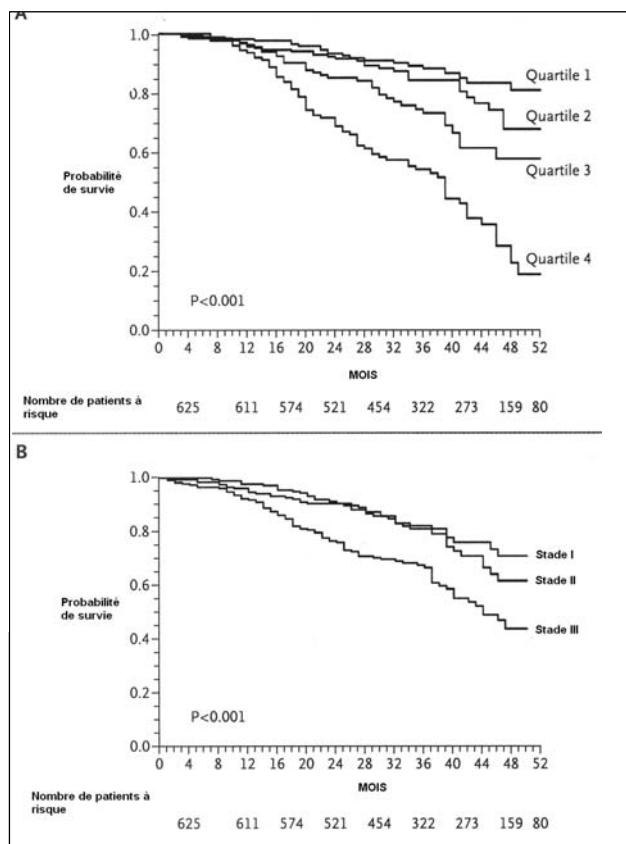 A
1.0
0.8
0.6
0.4
0.2
0.0
Probabilité
de survie
Quartile 1
Quartile 2
Quartile 3
Quartile 4
P<0.001
0 4 8 12 16 20 24 28 32 36 40 44 48 52
MOIS
Nombre de patients à
risque
625 611 574 521 454 322 273 159 80
B
1.0
0.8
0.6
0.4
0.2
0.0
Probabilité
de survie
Stade I
Stade II
Stade III
P<0.001
0 4 8 12 16 20 24 28 32 36 40 44 48 52
MOIS
Nombre de patients à
risque
625 611 574 521 454 322 273 159 80